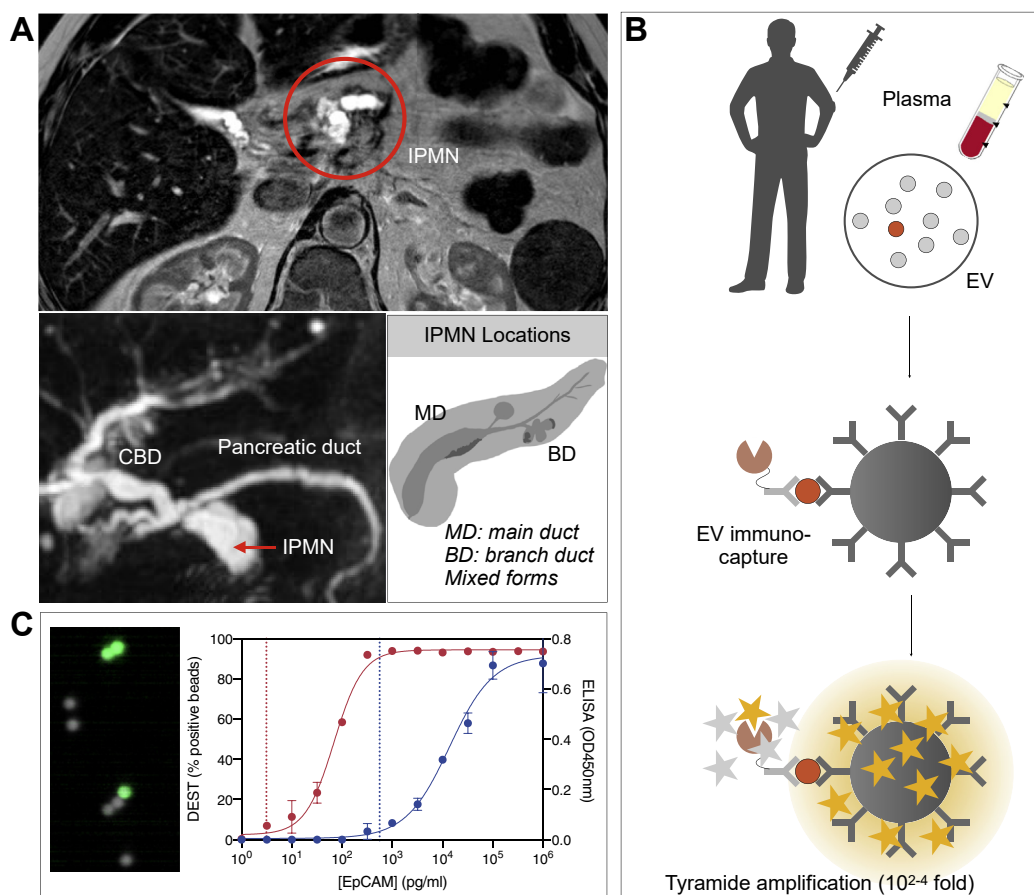 A
IPMN
CBD
Pancreatic duct
IPMN
IPMN Locations
MD
BD
MD: main duct
BD: branch duct
Mixed forms
B
Plasma
EV
EV immuno-
capture
Tyramide amplification (10²⁻⁴ fold)
C
DEST (% positive beads)
100
80
60
40
20
0
ELISA (OD450nm)
0.8
0.6
0.4
0.2
0.0
10⁰ 10¹ 10² 10³ 10⁴ 10⁵ 10⁶
[EpCAM] (pg/ml)